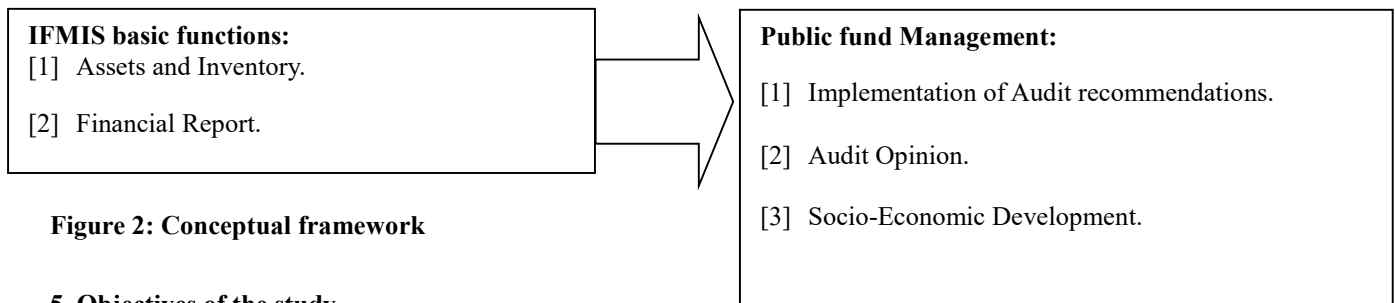 IFMIS basic functions:
[1] Assets and Inventory.
[2] Financial Report.
Public fund Management:
[1] Implementation of Audit recommendations.
[2] Audit Opinion.
[3] Socio-Economic Development.
Figure 2: Conceptual framework
5. Objectives of the study